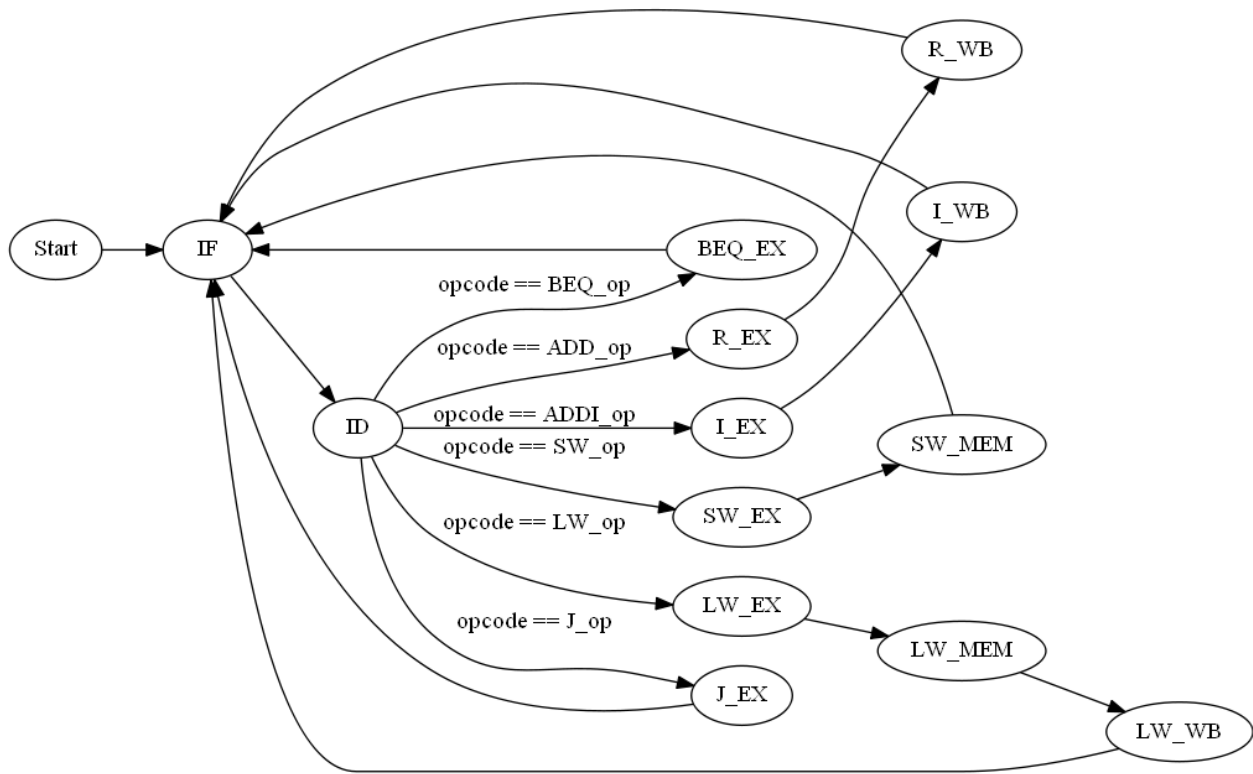 R_WB
I_WB
Start
IF
BEQ_EX
opcode == BEQ_op
R_EX
opcode == ADD_op
opcode == ADDI_op
ID
I_EX
opcode == SW_op
SW_MEM
SW_EX
opcode == LW_op
LW_EX
opcode == J_op
LW_MEM
J_EX
LW_WB